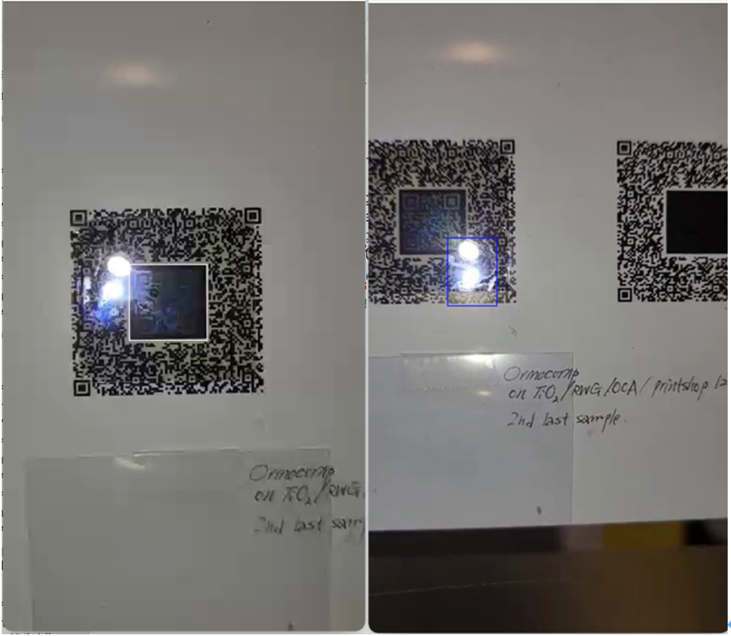 Ormocomp
on TiO₂/RWG
2nd last sam
Ormocomp
on TiO₂/RWG/OCA/printshop
2nd last sample.